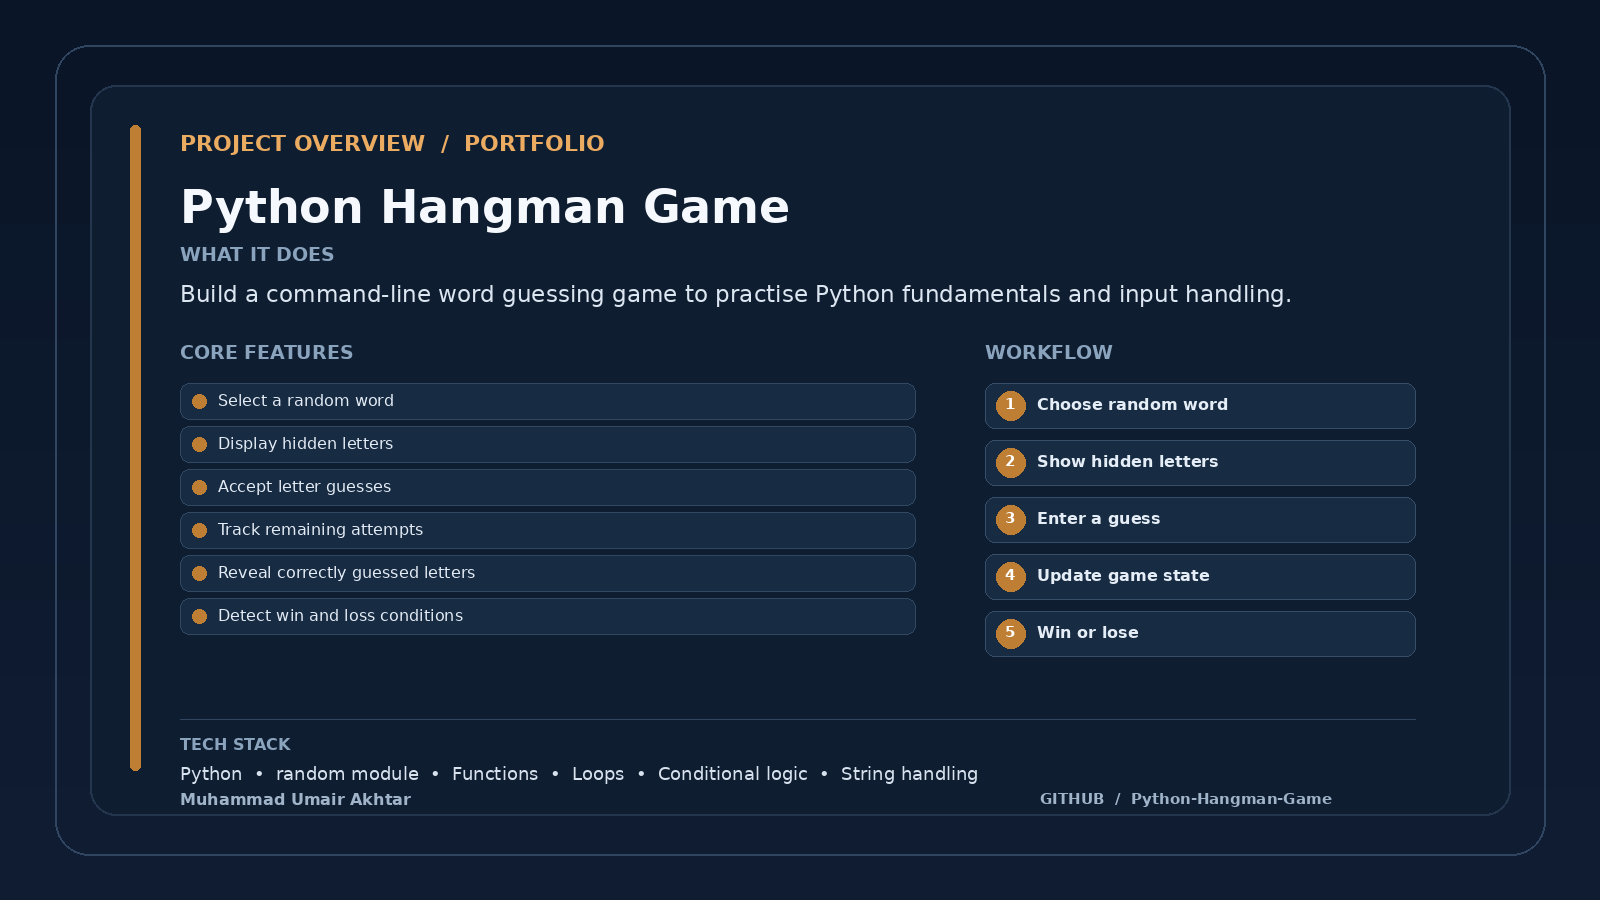 PROJECT OVERVIEW / PORTFOLIO
Python Hangman Game
WHAT IT DOES
Build a command-line word guessing game to practise Python fundamentals and input handling.
CORE FEATURES
Select a random word
Display hidden letters
Accept letter guesses
Track remaining attempts
Reveal correctly guessed letters
Detect win and loss conditions
WORKFLOW
1 Choose random word
2 Show hidden letters
3 Enter a guess
4 Update game state
5 Win or lose
TECH STACK
Python • random module • Functions • Loops • Conditional logic • String handling
Muhammad Umair Akhtar
GITHUB / Python-Hangman-Game